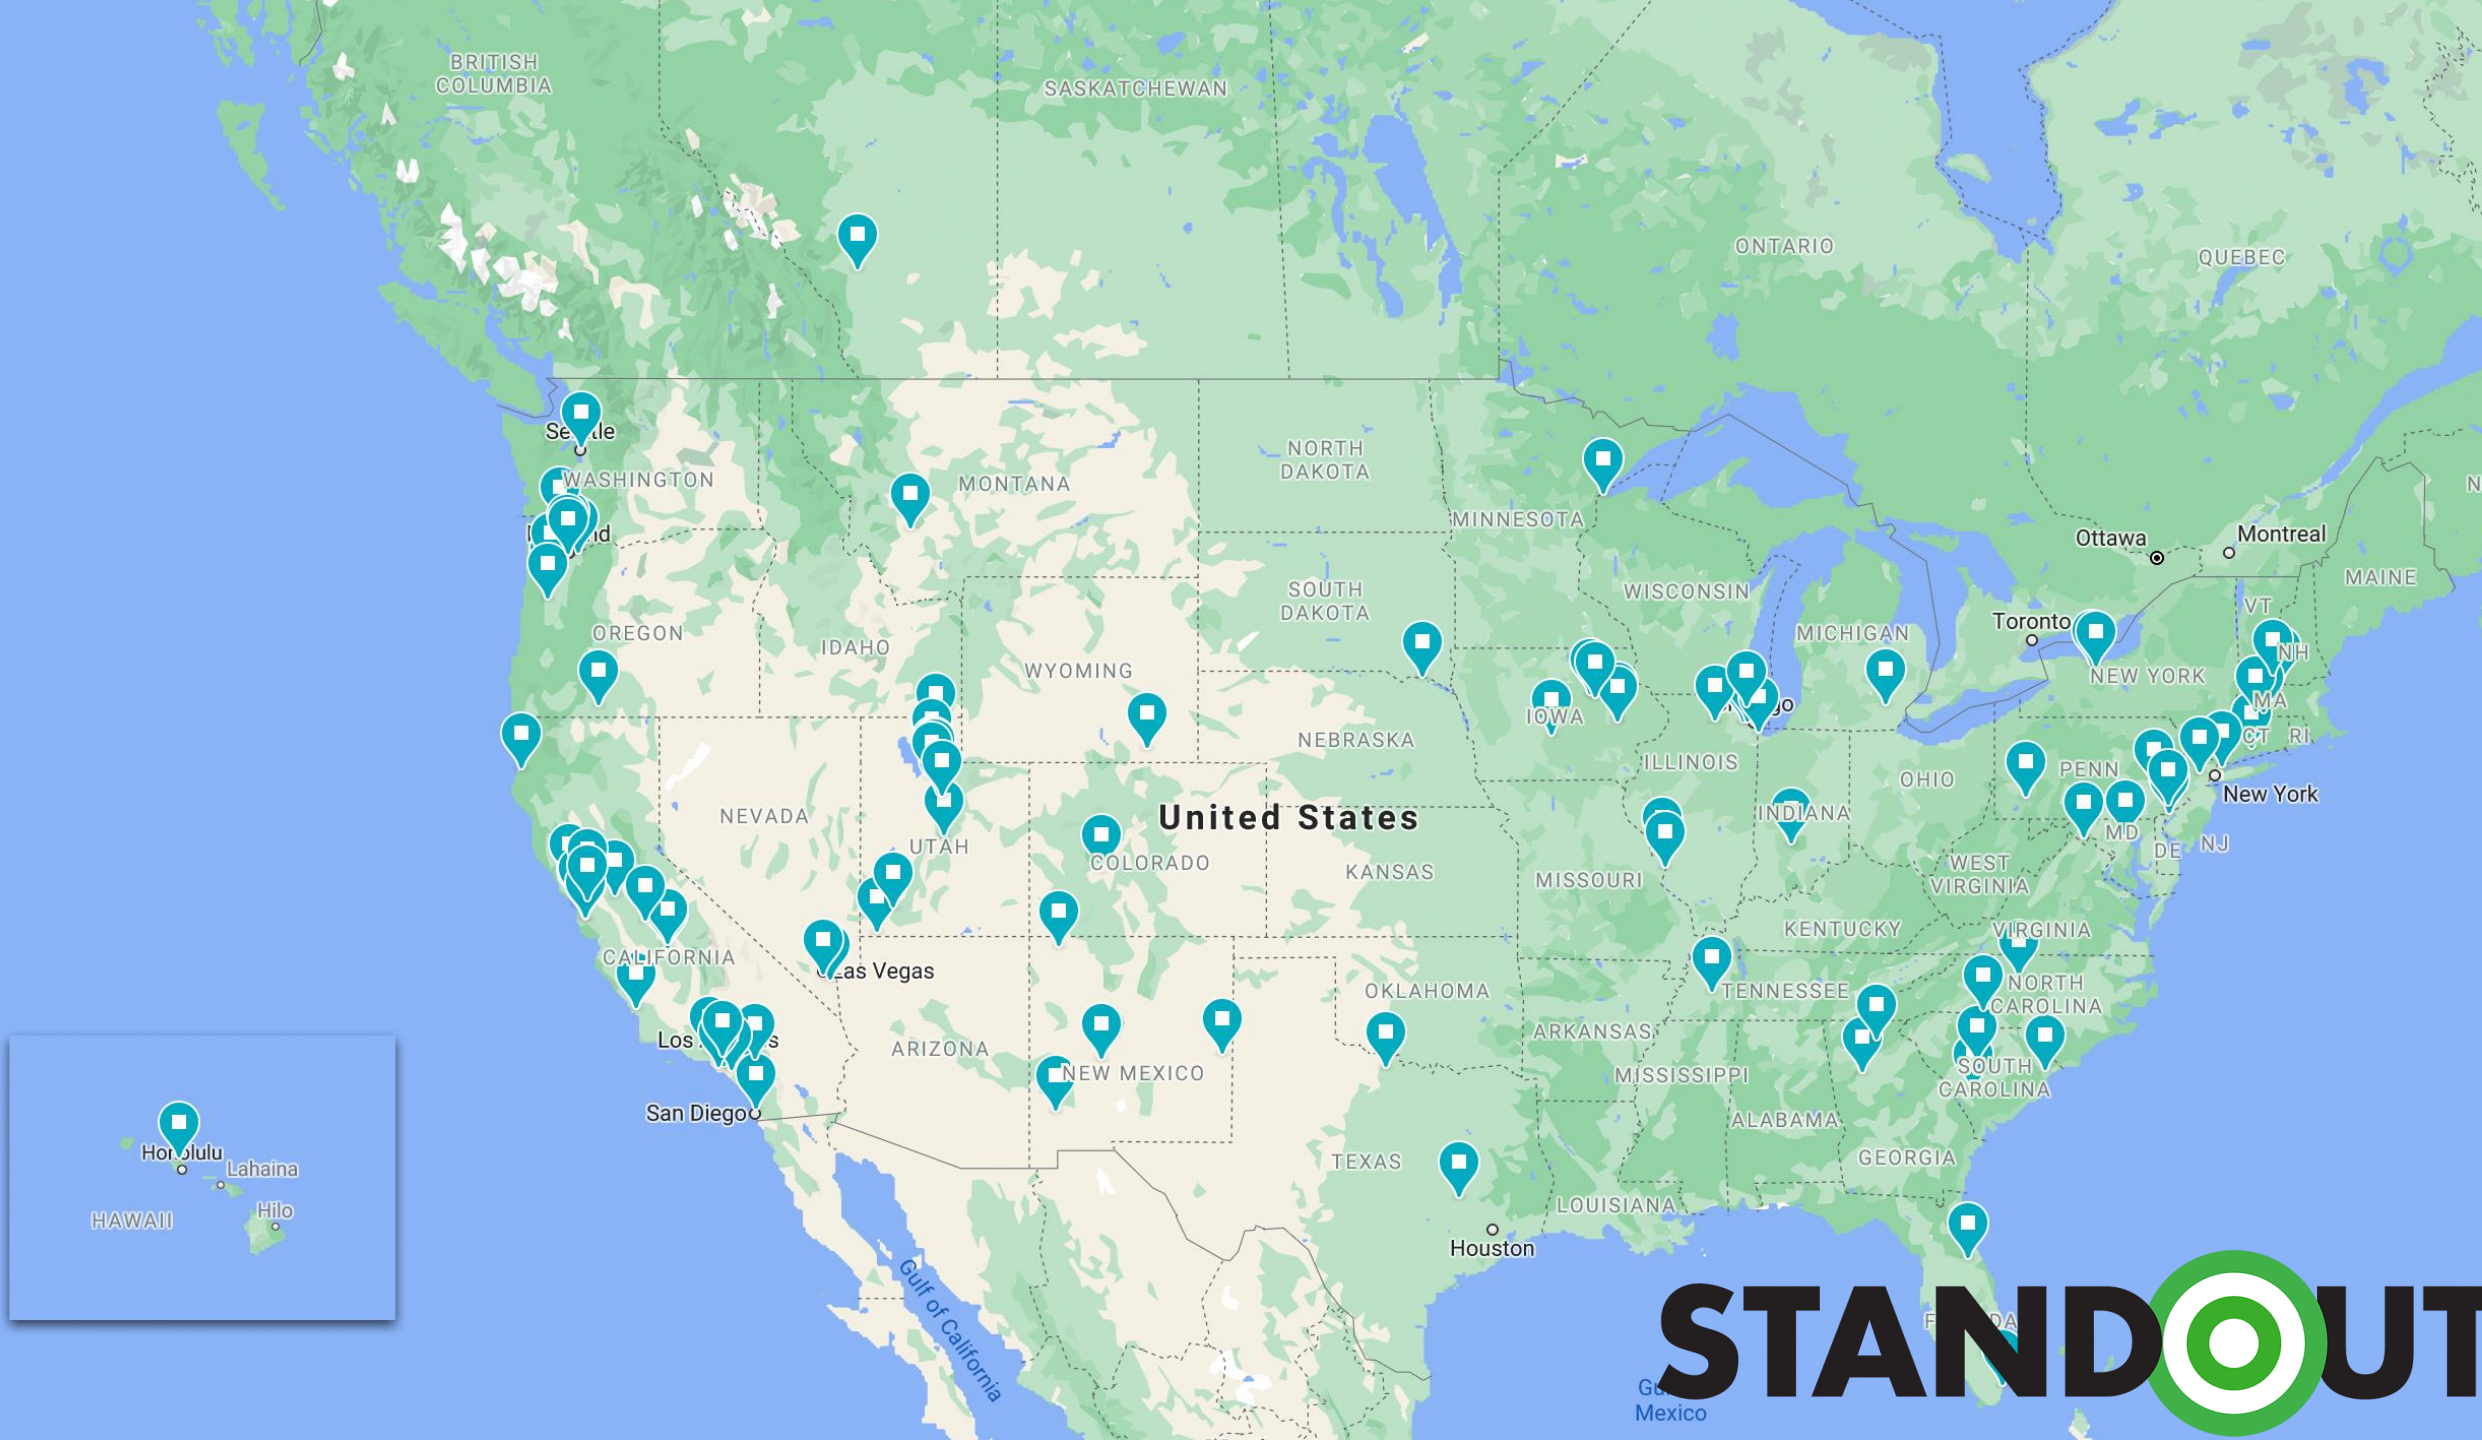 BRITISH
COLUMBIA
SASKATCHEWAN
ONTARIO
QUEBEC
WASHINGTON
MONTANA
NORTH
DAKOTA
MINNESOTA
Ottawa
Montreal
MAINE
SOUTH
DAKOTA
WISCONSIN
VT
OREGON
IDAHO
WYOMING
MICHIGAN
Toronto
NH
NEW YORK
MA
IOWA
NEBRASKA
CT
RI
ILLINOIS
PENN
OHIO
New York
NEVADA
United States
INDIANA
MD
UTAH
DE
NJ
COLORADO
KANSAS
MISSOURI
WEST
VIRGINIA
KENTUCKY
VIRGINIA
CALIFORNIA
Las Vegas
OKLAHOMA
TENNESSEE
NORTH
CAROLINA
Los
ARIZONA
ARKANSAS
NEW MEXICO
MISSISSIPPI
SOUTH
CAROLINA
San Diego
ALABAMA
Honolulu
Lahaina
TEXAS
GEORGIA
HAWAII
Hilo
LOUISIANA
Houston
Gulf of California
STANDOUT
Mexico